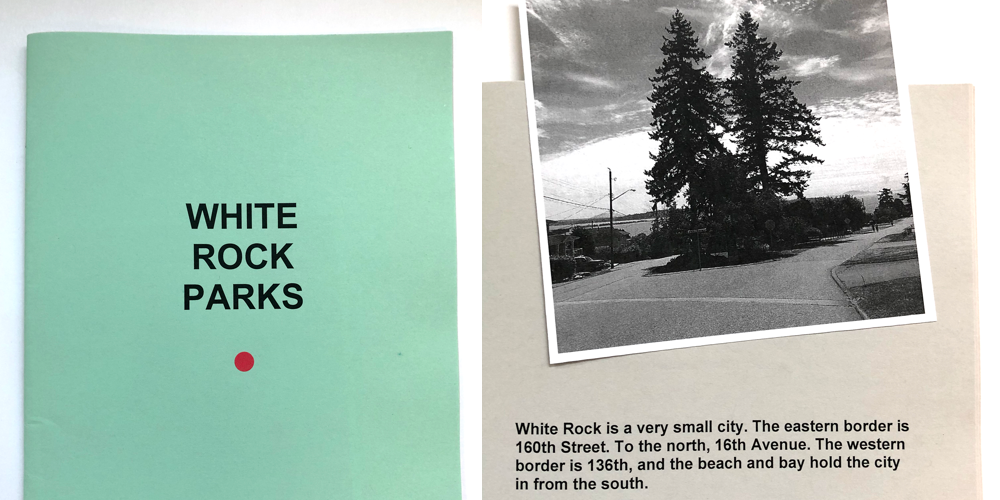 WHITE
ROCK
PARKS
White Rock is a very small city. The eastern border is
160th Street. To the north, 16th Avenue. The western
border is 136th, and the beach and bay hold the city
in from the south.